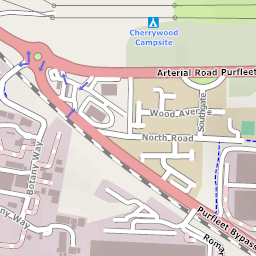 Cherrywood
Campsite
Arterial Road Purfleet
Wood Avenue
Southgate
North Road
Botany Way
Purfleet Bypass